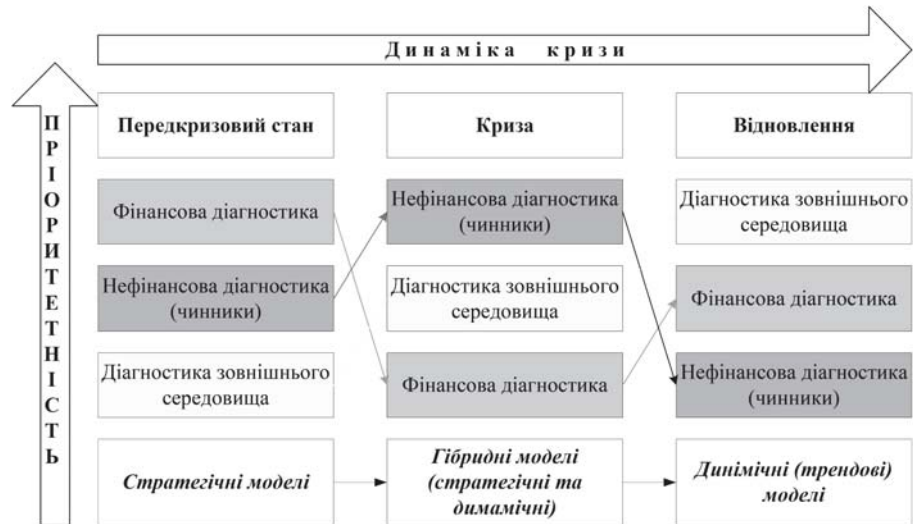 Динаміка кризи
ПРІОРИТЕТНІСТЬ
Передкризовий стан
Криза
Відновлення
Фінансова діагностика
Нефінансова діагностика
(чинники)
Діагностика зовнішнього
середовища
Нефінансова діагностика
(чинники)
Діагностика зовнішнього
середовища
Фінансова діагностика
Діагностика зовнішнього
середовища
Фінансова діагностика
Нефінансова діагностика
(чинники)
Стратегічні моделі
Гібридні моделі
(стратегічні та
димамічні)
Динімічні (трендові)
моделі